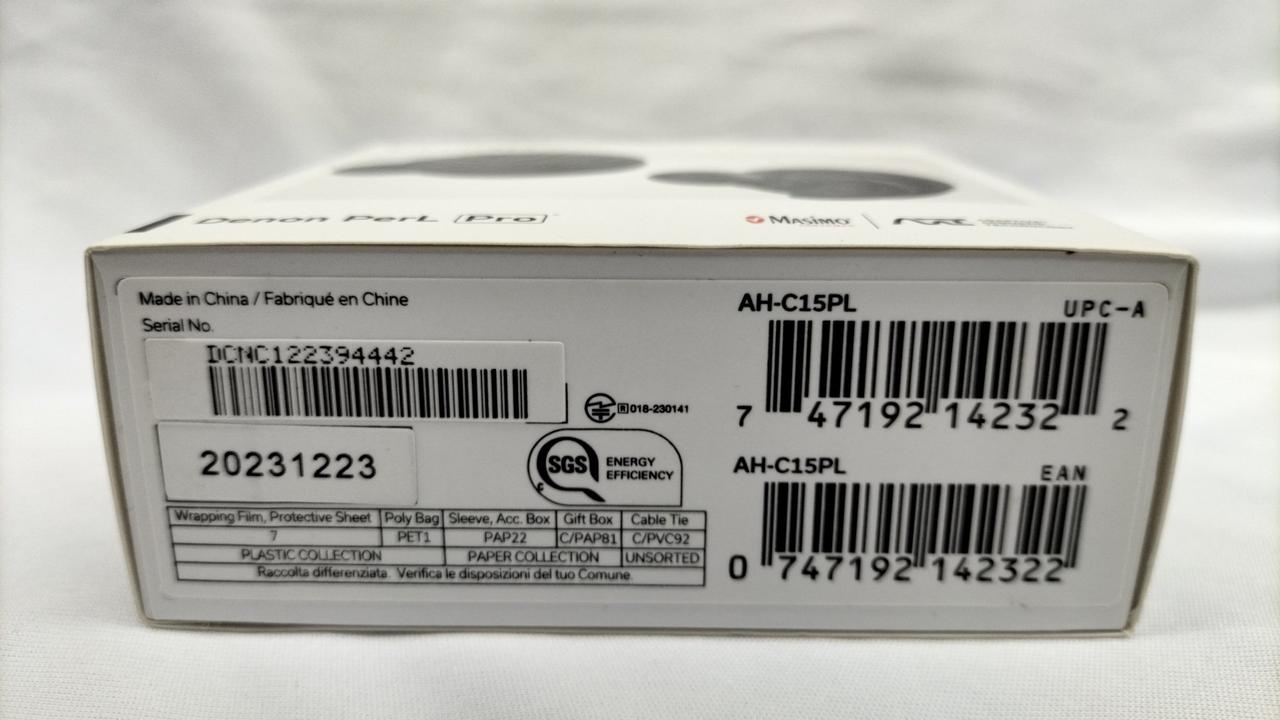 Denon PerL [Pro]
MASIMO
Made in China / Fabriqué en Chine
Serial No.
DCNC122394442
20231223
R 018-230141
SGS ENERGY EFFICIENCY
c
AH-C15PL
UPC-A
7 47192 14232 2
AH-C15PL
EAN
0 747192 142322
Wrapping Film, Protective Sheet Poly Bag Sleeve, Acc. Box Gift Box Cable Tie
7 PET1 PAP22 C/PAP81 C/PVC92
PLASTIC COLLECTION PAPER COLLECTION UNSORTED
Raccolta differenziata. Verifica le disposizioni del tuo Comune.